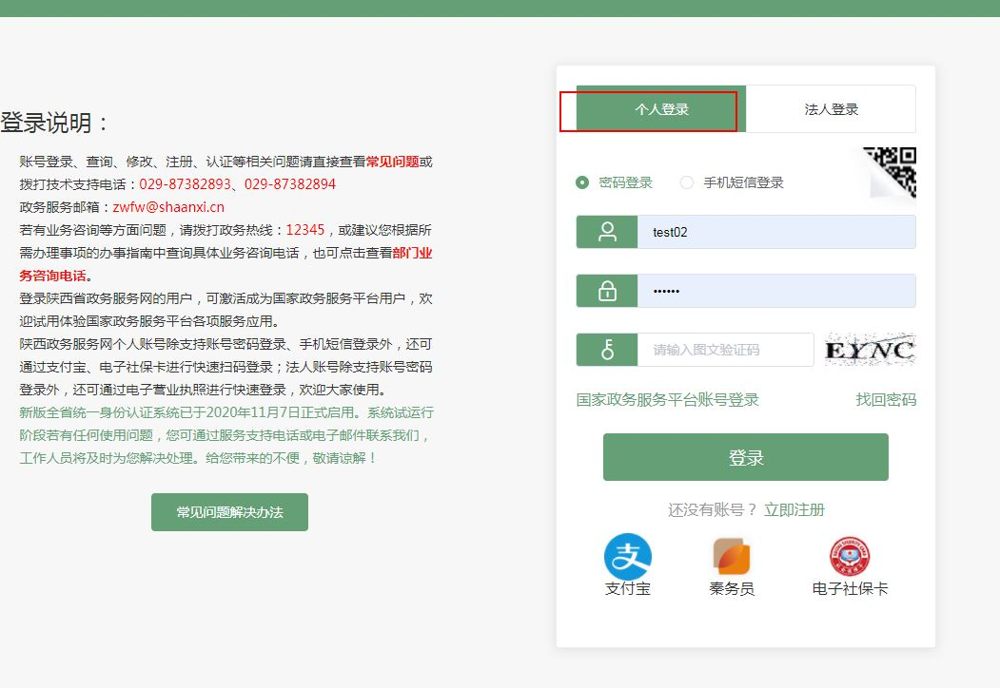 登录说明：
账号登录、查询、修改、注册、认证等相关问题请直接查看常见问题或
拨打技术支持电话：029-87382893、029-87382894
政务服务邮箱：zwfw@shaanxi.cn
若有业务咨询等方面问题，请拨打政务热线：12345，或建议您根据所
需办理事项的办事指南中查询具体业务咨询电话，也可点击查看部门业
务咨询电话。
登录陕西省政务服务网的用户，可激活成为国家政务服务平台用户，欢
迎试用体验国家政务服务平台各项服务应用。
陕西政务服务网个人账号除支持账号密码登录、手机短信登录外，还可
通过支付宝、电子社保卡进行快速扫码登录；法人账号除支持账号密码
登录外，还可通过电子营业执照进行快速登录，欢迎大家使用。
新版全省统一身份认证系统已于2020年11月7日正式启用。系统试运行
阶段若有任何使用问题，您可通过服务支持电话或电子邮件联系我们，
工作人员将及时为您解决处理。给您带来的不便，敬请谅解！
常见问题解决办法
个人登录 法人登录
密码登录 手机短信登录
test02
••••••
请输入图文验证码 EYNC
国家政务服务平台账号登录 找回密码
登录
还没有账号？立即注册
支
支付宝 秦务员 电子社保卡